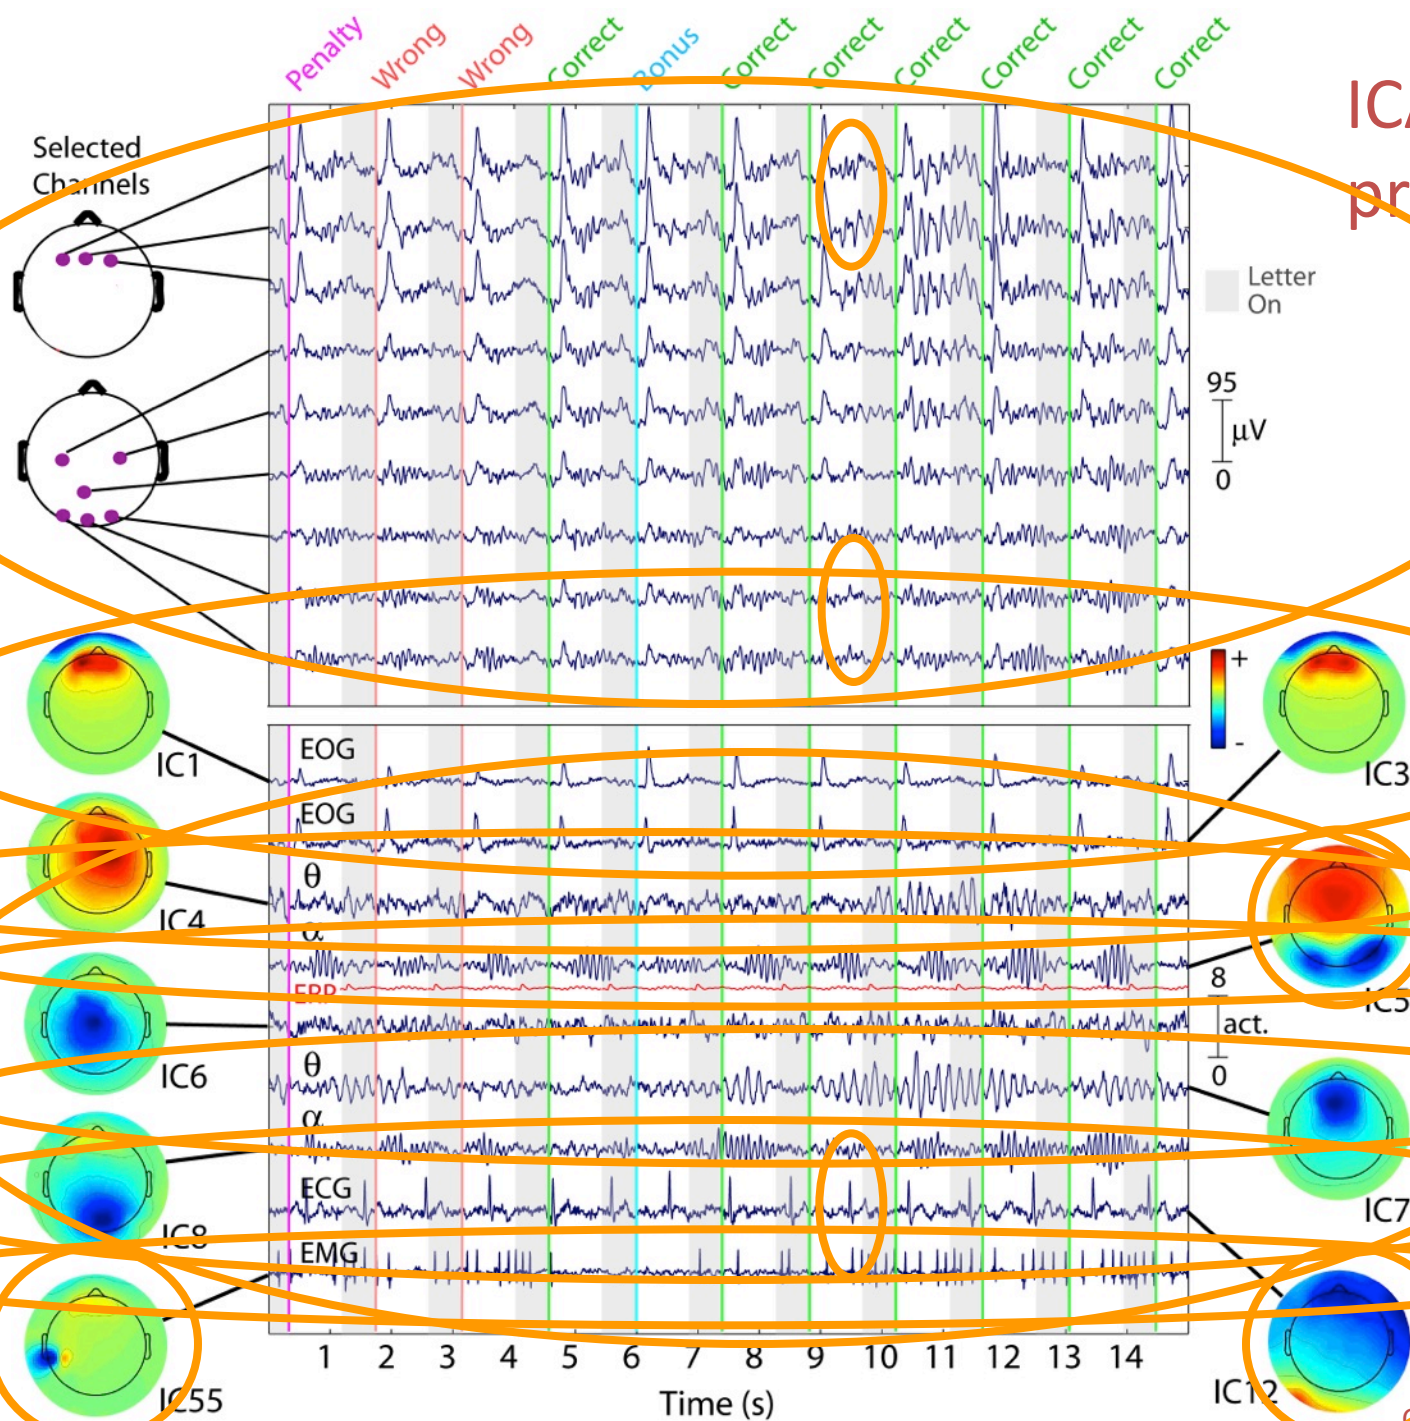 Penalty
Wrong
Wrong
Correct
Bonus
Correct
Correct
Correct
Correct
Correct
Correct
Selected
Channels
Letter
On
95
μV
0
+
-
EOG
EOG
θ
α
ERP
θ
α
ECG
EMG
IC1
IC4
IC6
IC8
IC55
IC3
IC5
8
act.
0
IC7
IC12
1 2 3 4 5 6 7 8 9 10 11 12 13 14
Time (s)